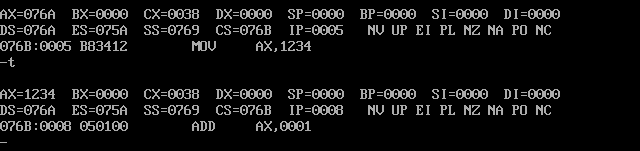 AX=076A  BX=0000  CX=0038  DX=0000  SP=0000  BP=0000  SI=0000  DI=0000
DS=076A  ES=075A  SS=0769  CS=076B  IP=0005   NV UP EI PL NZ NA PO NC
076B:0005 B83412        MOV     AX,1234
-t
AX=1234  BX=0000  CX=0038  DX=0000  SP=0000  BP=0000  SI=0000  DI=0000
DS=076A  ES=075A  SS=0769  CS=076B  IP=0008   NV UP EI PL NZ NA PO NC
076B:0008 050100        ADD     AX,0001
-